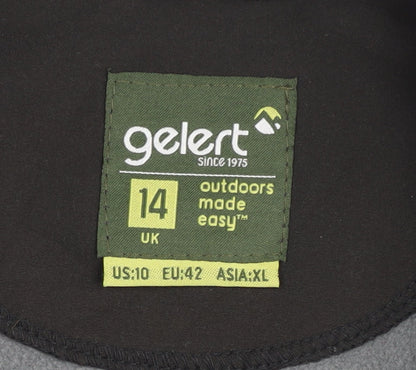 gelert
SINCE 1975
14
UK
outdoors
made
easy™
US:10 EU:42 ASIA:XL